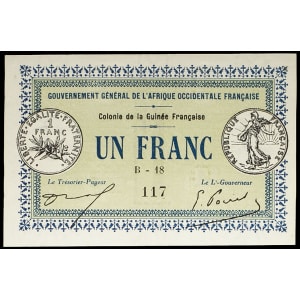 GOUVERNEMENT GÉNÉRAL DE L'AFRIQUE OCCIDENTALE FRANÇAISE
Colonie de la Guinée Française
LIBERTÉ·ÉGALITÉ·FRATERNITÉ
1
FRANC
RÉPUBLIQUE FRANÇAISE
UN FRANC
B - 18
Le Trésorier-Payeur
117
Le Lt-Gouverneur